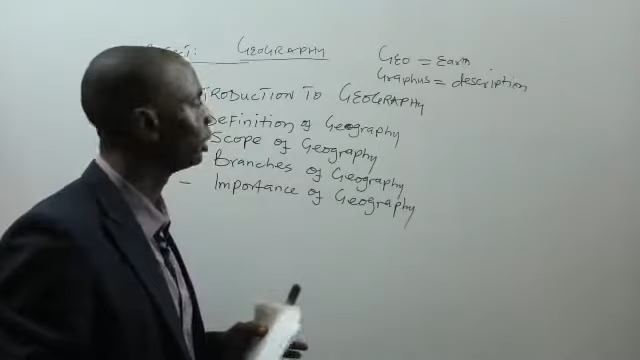 GEOGRAPHY
GEO = Earth
Graphus = description
TRODUCTION TO GEOGRAPHY
Definition of Geography
Scope of Geography
Branches of Geography
- Importance of Geography